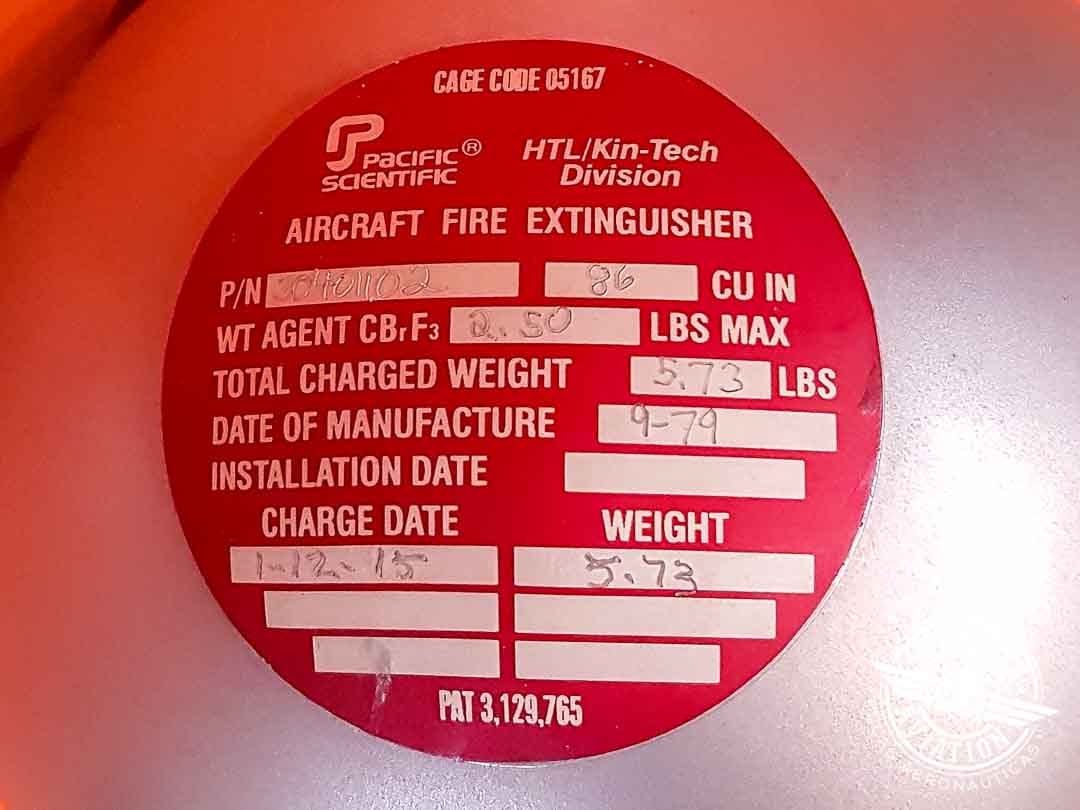 CAGE CODE 05167
PACIFIC® HTL/Kin-Tech
SCIENTIFIC Division
AIRCRAFT FIRE EXTINGUISHER
P/N 30401102 86 CU IN
WT AGENT CBrF3 2.50 LBS MAX
TOTAL CHARGED WEIGHT 5.73 LBS
DATE OF MANUFACTURE 9-79
INSTALLATION DATE
CHARGE DATE WEIGHT
1-12-15 5.73
PAT 3,129,765